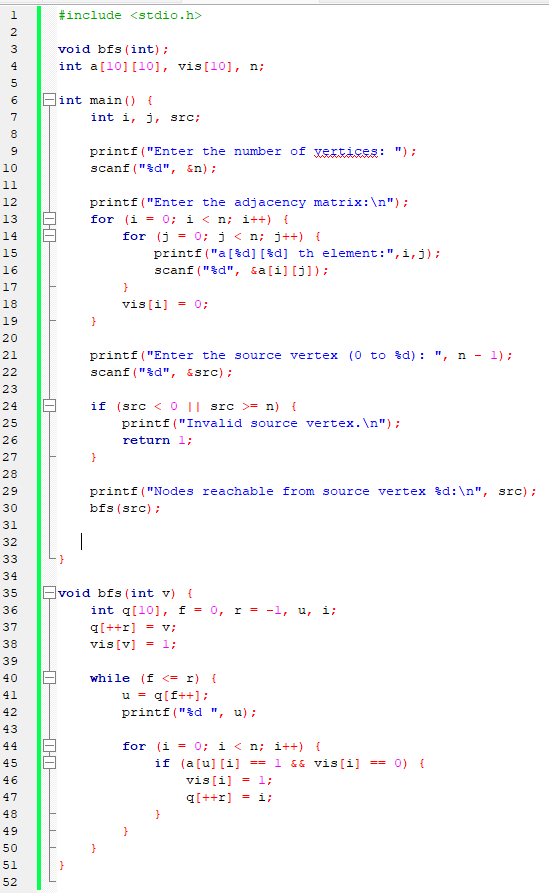 1 #include <stdio.h>
2
3 void bfs(int);
4 int a[10][10], vis[10], n;
5
6 int main() {
7 int i, j, src;
8
9 printf("Enter the number of vertices: ");
10 scanf("%d", &n);
11
12 printf("Enter the adjacency matrix:\n");
13 for (i = 0; i < n; i++) {
14 for (j = 0; j < n; j++) {
15 printf("a[%d][%d] th element:",i,j);
16 scanf("%d", &a[i][j]);
17 }
18 vis[i] = 0;
19 }
20
21 printf("Enter the source vertex (0 to %d): ", n - 1);
22 scanf("%d", &src);
23
24 if (src < 0 || src >= n) {
25 printf("Invalid source vertex.\n");
26 return 1;
27 }
28
29 printf("Nodes reachable from source vertex %d:\n", src);
30 bfs(src);
31
32
33 }
34
35 void bfs(int v) {
36 int q[10], f = 0, r = -1, u, i;
37 q[++r] = v;
38 vis[v] = 1;
39
40 while (f <= r) {
41 u = q[f++];
42 printf("%d ", u);
43
44 for (i = 0; i < n; i++) {
45 if (a[u][i] == 1 && vis[i] == 0) {
46 vis[i] = 1;
47 q[++r] = i;
48 }
49 }
50 }
51 }
52